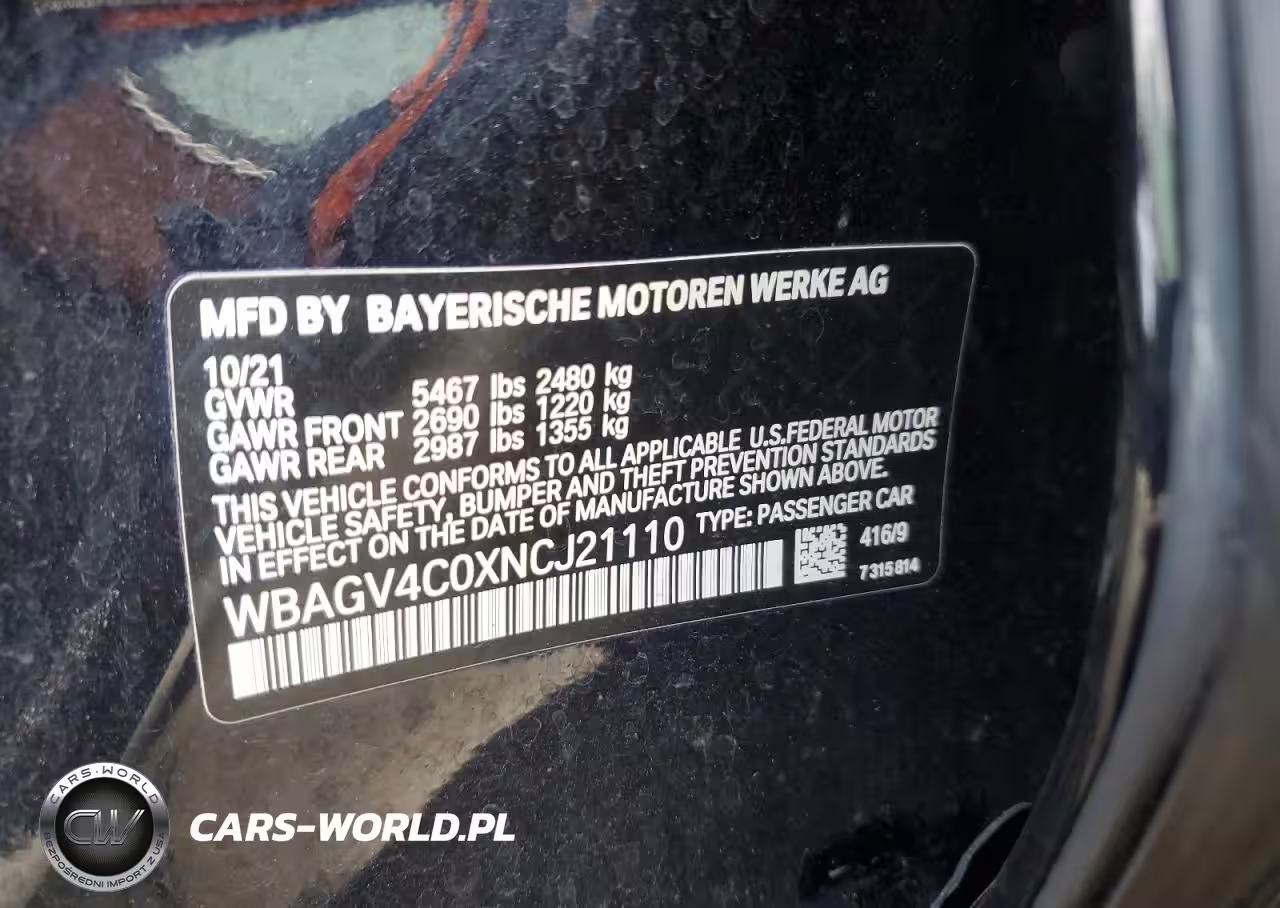 MFD BY BAYERISCHE MOTOREN WERKE AG
10/21
GVWR 5467 lbs 2480 kg
GAWR FRONT 2690 lbs 1220 kg
GAWR REAR 2987 lbs 1355 kg
THIS VEHICLE CONFORMS TO ALL APPLICABLE U.S.FEDERAL MOTOR
VEHICLE SAFETY, BUMPER AND THEFT PREVENTION STANDARDS
IN EFFECT ON THE DATE OF MANUFACTURE SHOWN ABOVE.
WBAGV4C0XNCJ21110 TYPE: PASSENGER CAR
416/9
7315814
CARS-WORLD
CW
BEZPOŚREDNI IMPORT Z USA
CARS-WORLD.PL